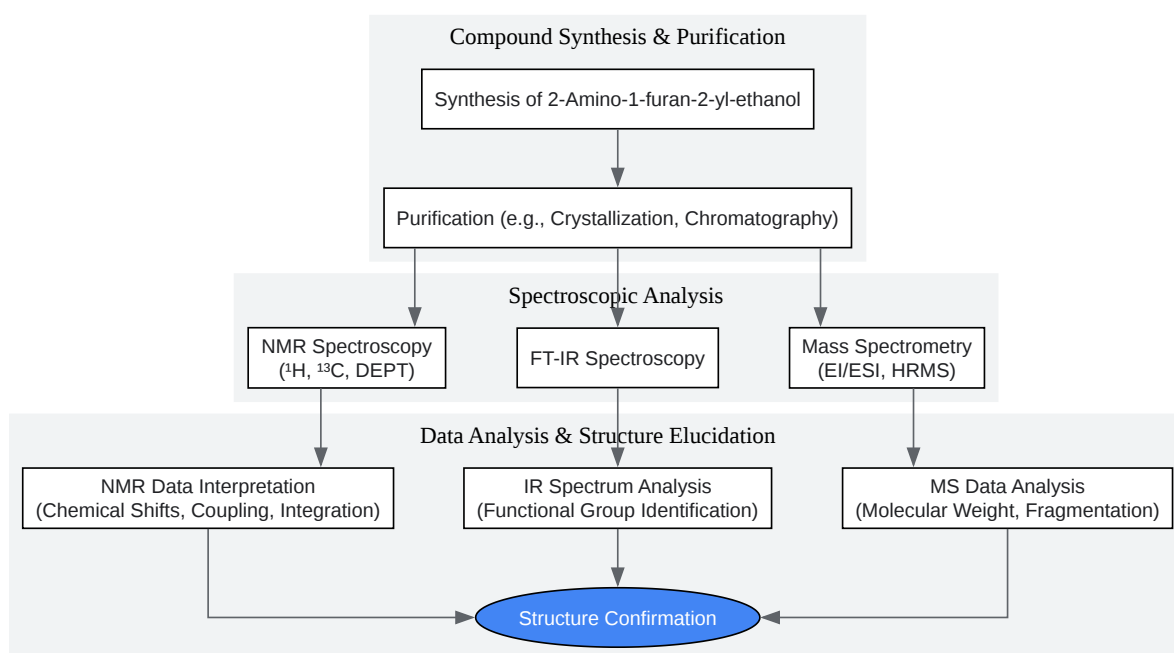 Compound Synthesis & Purification
Synthesis of 2-Amino-1-furan-2-yl-ethanol
Purification (e.g., Crystallization, Chromatography)
Spectroscopic Analysis
NMR Spectroscopy
(¹H, ¹³C, DEPT)
FT-IR Spectroscopy
Mass Spectrometry
(EI/ESI, HRMS)
Data Analysis & Structure Elucidation
NMR Data Interpretation
(Chemical Shifts, Coupling, Integration)
IR Spectrum Analysis
(Functional Group Identification)
MS Data Analysis
(Molecular Weight, Fragmentation)
Structure Confirmation